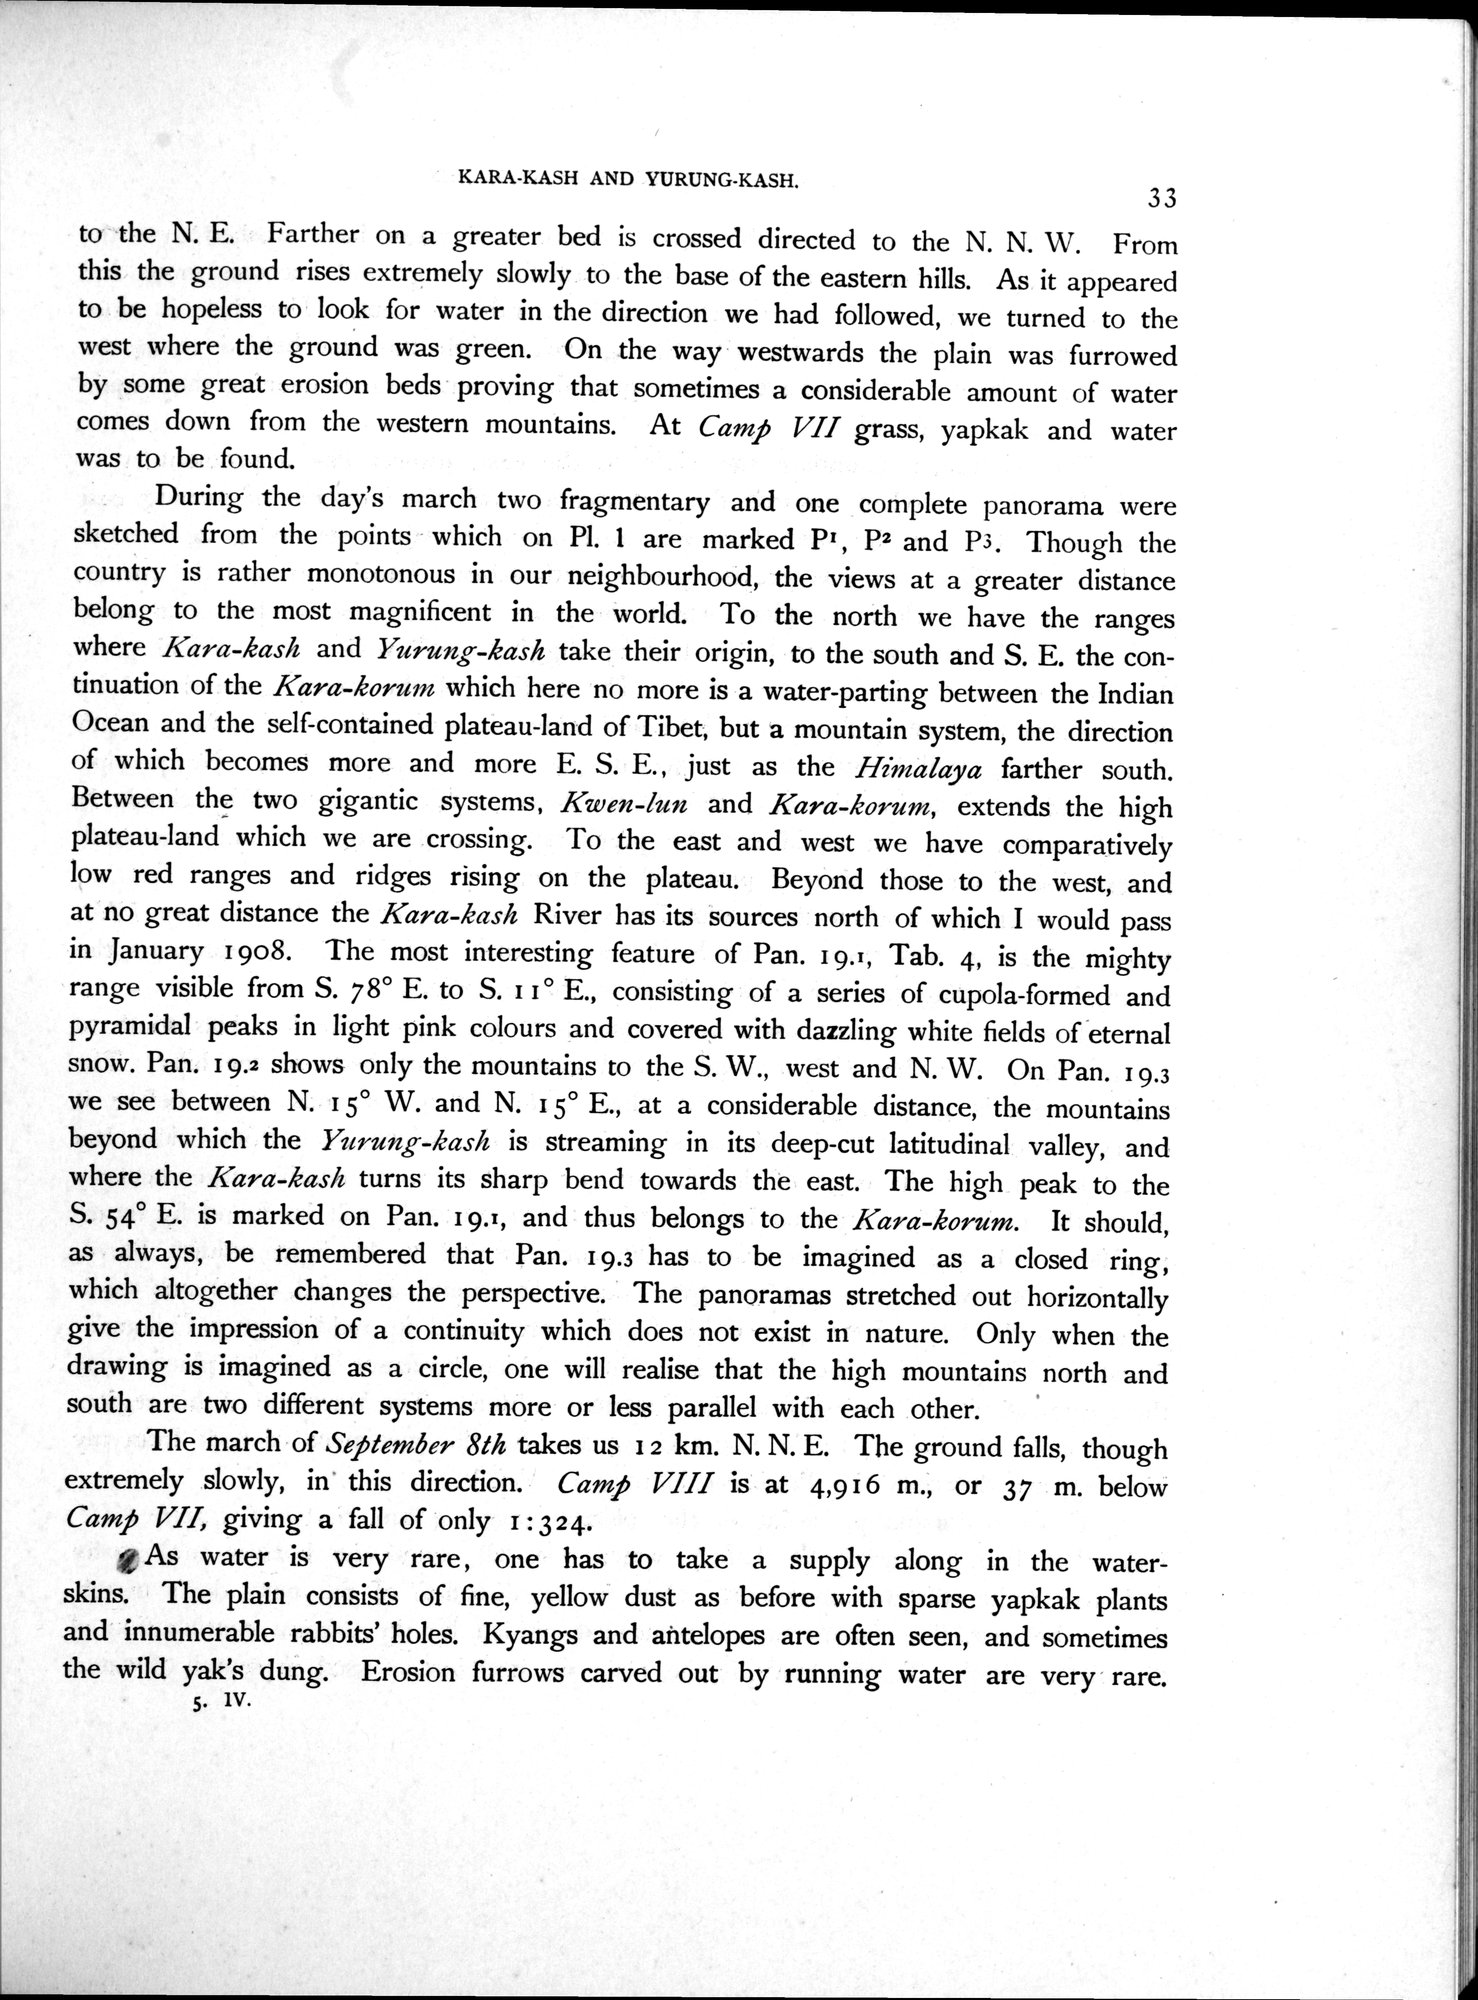 KARA-KASH AND YURUNG-KASH.
33
to the N. E. Farther on a greater bed is crossed directed to the N. N. W. From
this the ground rises extremely slowly to the base of the eastern hills. As it appeared
to be hopeless to look for water in the direction we had followed, we turned to the
west where the ground was green. On the way westwards the plain was furrowed
by some great erosion beds proving that sometimes a considerable amount of water
comes down from the western mountains. At Camp VII grass, yapkak and water
was to be found.
During the day's march two fragmentary and one complete panorama were
sketched from the points which on Pl. 1 are marked P¹, P² and P3. Though the
country is rather monotonous in our neighbourhood, the views at a greater distance
belong to the most magnificent in the world. To the north we have the ranges
where Kara-kash and Yurung-kash take their origin, to the south and S. E. the con-
tinuation of the Kara-korum which here no more is a water-parting between the Indian
Ocean and the self-contained plateau-land of Tibet, but a mountain system, the direction
of which becomes more and more E. S. E., just as the Himalaya farther south.
Between the two gigantic systems, Kwen-lun and Kara-korum, extends the high
plateau-land which we are crossing. To the east and west we have comparatively
low red ranges and ridges rising on the plateau. Beyond those to the west, and
at no great distance the Kara-kash River has its sources north of which I would pass
in January 1908. The most interesting feature of Pan. 19.1, Tab. 4, is the mighty
range visible from S. 78° E. to S. 11° E., consisting of a series of cupola-formed and
pyramidal peaks in light pink colours and covered with dazzling white fields of eternal
snow. Pan. 19.2 shows only the mountains to the S. W., west and N. W. On Pan. 19.3
we see between N. 15° W. and N. 15° E., at a considerable distance, the mountains
beyond which the Yurung-kash is streaming in its deep-cut latitudinal valley, and
where the Kara-kash turns its sharp bend towards the east. The high peak to the
S. 54° E. is marked on Pan. 19.1, and thus belongs to the Kara-korum. It should,
as always, be remembered that Pan. 19.3 has to be imagined as a closed ring,
which altogether changes the perspective. The panoramas stretched out horizontally
give the impression of a continuity which does not exist in nature. Only when the
drawing is imagined as a circle, one will realise that the high mountains north and
south are two different systems more or less parallel with each other.
The march of September 8th takes us 12 km. N. N. E. The ground falls, though
extremely slowly, in this direction. Camp VIII is at 4,916 m., or 37 m. below
Camp VII, giving a fall of only 1:324.
As water is very rare, one has to take a supply along in the water-
skins. The plain consists of fine, yellow dust as before with sparse yapkak plants
and innumerable rabbits' holes. Kyangs and antelopes are often seen, and sometimes
the wild yak's dung. Erosion furrows carved out by running water are very rare.
5. IV.